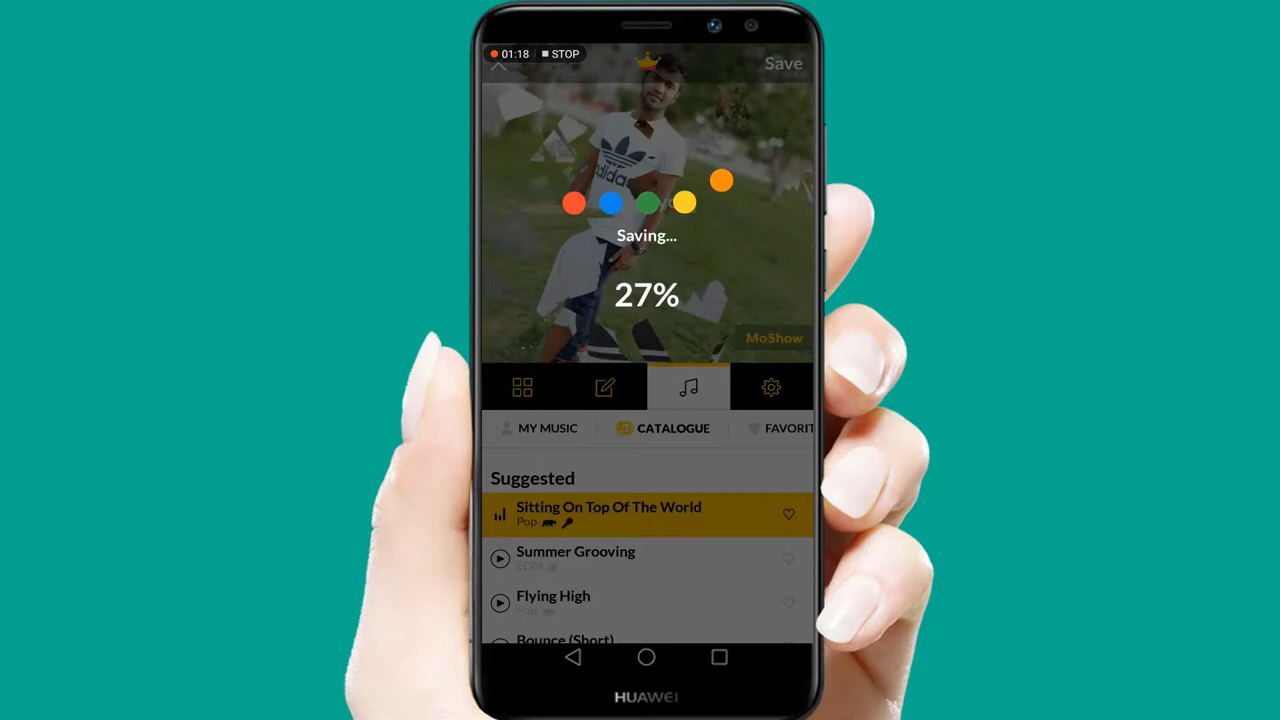 01:18 STOP
Save
adidas
Saving...
27%
MoShow
MY MUSIC CATALOGUE FAVORIT
Suggested
Sitting On Top Of The World
Pop
Summer Grooving
EDM
Flying High
Pop
Bounce (Short)
HUAWEI